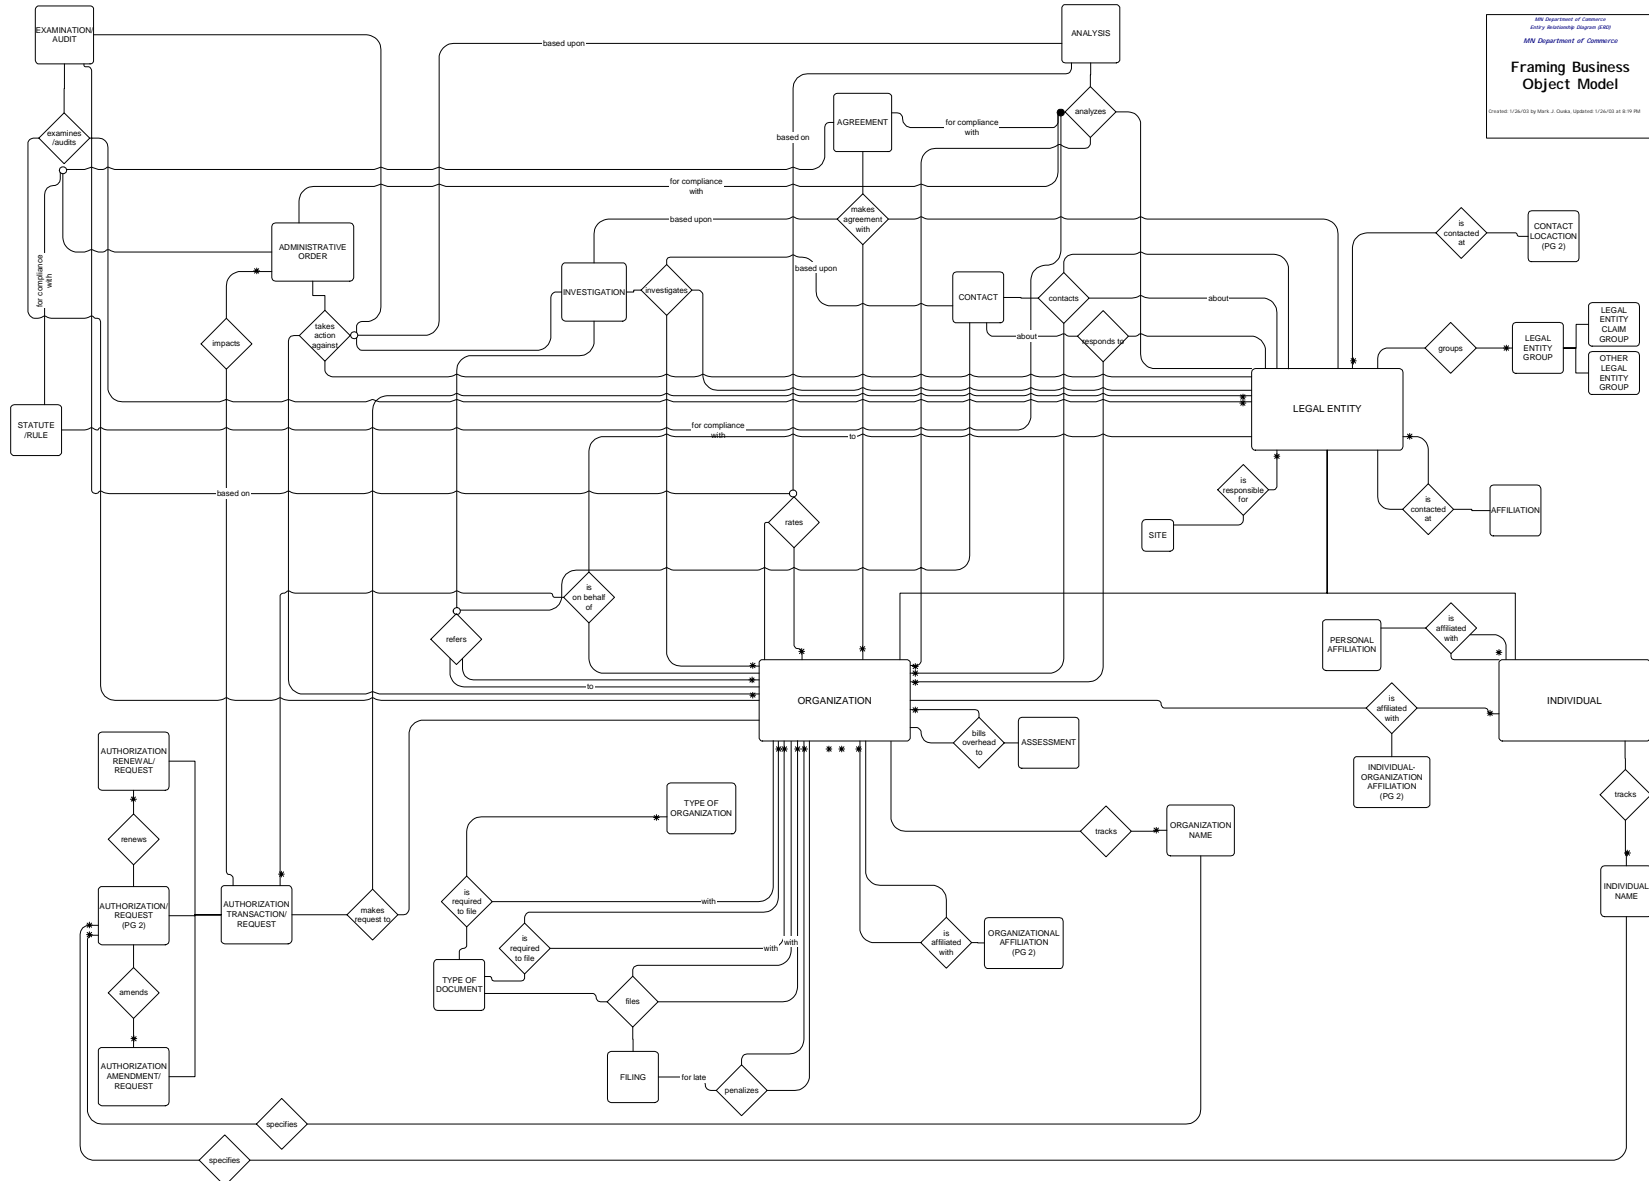 MN Department of Commerce
Entity Relationship Diagram (ERD)
MN Department of Commerce
Framing Business
Object Model
EXAMINATION/
AUDIT
ANALYSIS
based upon
examines
/audits
analyzes
AGREEMENT
for compliance
with
based on
for compliance
with
makes
agreement
with
based upon
is
contacted
at
CONTACT
LOCACTION
(PG 2)
ADMINISTRATIVE
ORDER
for compliance
with
based upon
INVESTIGATION
investigates
CONTACT
contacts
about
takes
action
against
impacts
about
responds to
groups
LEGAL
ENTITY
GROUP
LEGAL
ENTITY
CLAIM
GROUP
OTHER
LEGAL
ENTITY
GROUP
LEGAL ENTITY
STATUTE
/RULE
for compliance
with
to
based on
is
responsible
for
is
contacted
at
AFFILIATION
rates
SITE
is
on behalf
of
refers
to
PERSONAL
AFFILIATION
is
affiliated
with
ORGANIZATION
INDIVIDUAL
is
affiliated
with
bills
overhead
to
ASSESSMENT
INDIVIDUAL-
ORGANIZATION
AFFILIATION
(PG 2)
tracks
AUTHORIZATION
RENEWAL/
REQUEST
TYPE OF
ORGANIZATION
renews
tracks
ORGANIZATION
NAME
is
required
to file
with
INDIVIDUAL
NAME
AUTHORIZATION/
REQUEST
(PG 2)
AUTHORIZATION
TRANSACTION/
REQUEST
makes
request to
is
required
to file
with
with
is
affiliated
with
ORGANIZATIONAL
AFFILIATION
(PG 2)
TYPE OF
DOCUMENT
amends
files
AUTHORIZATION
AMENDMENT/
REQUEST
FILING
for late
penalizes
specifies
specifies